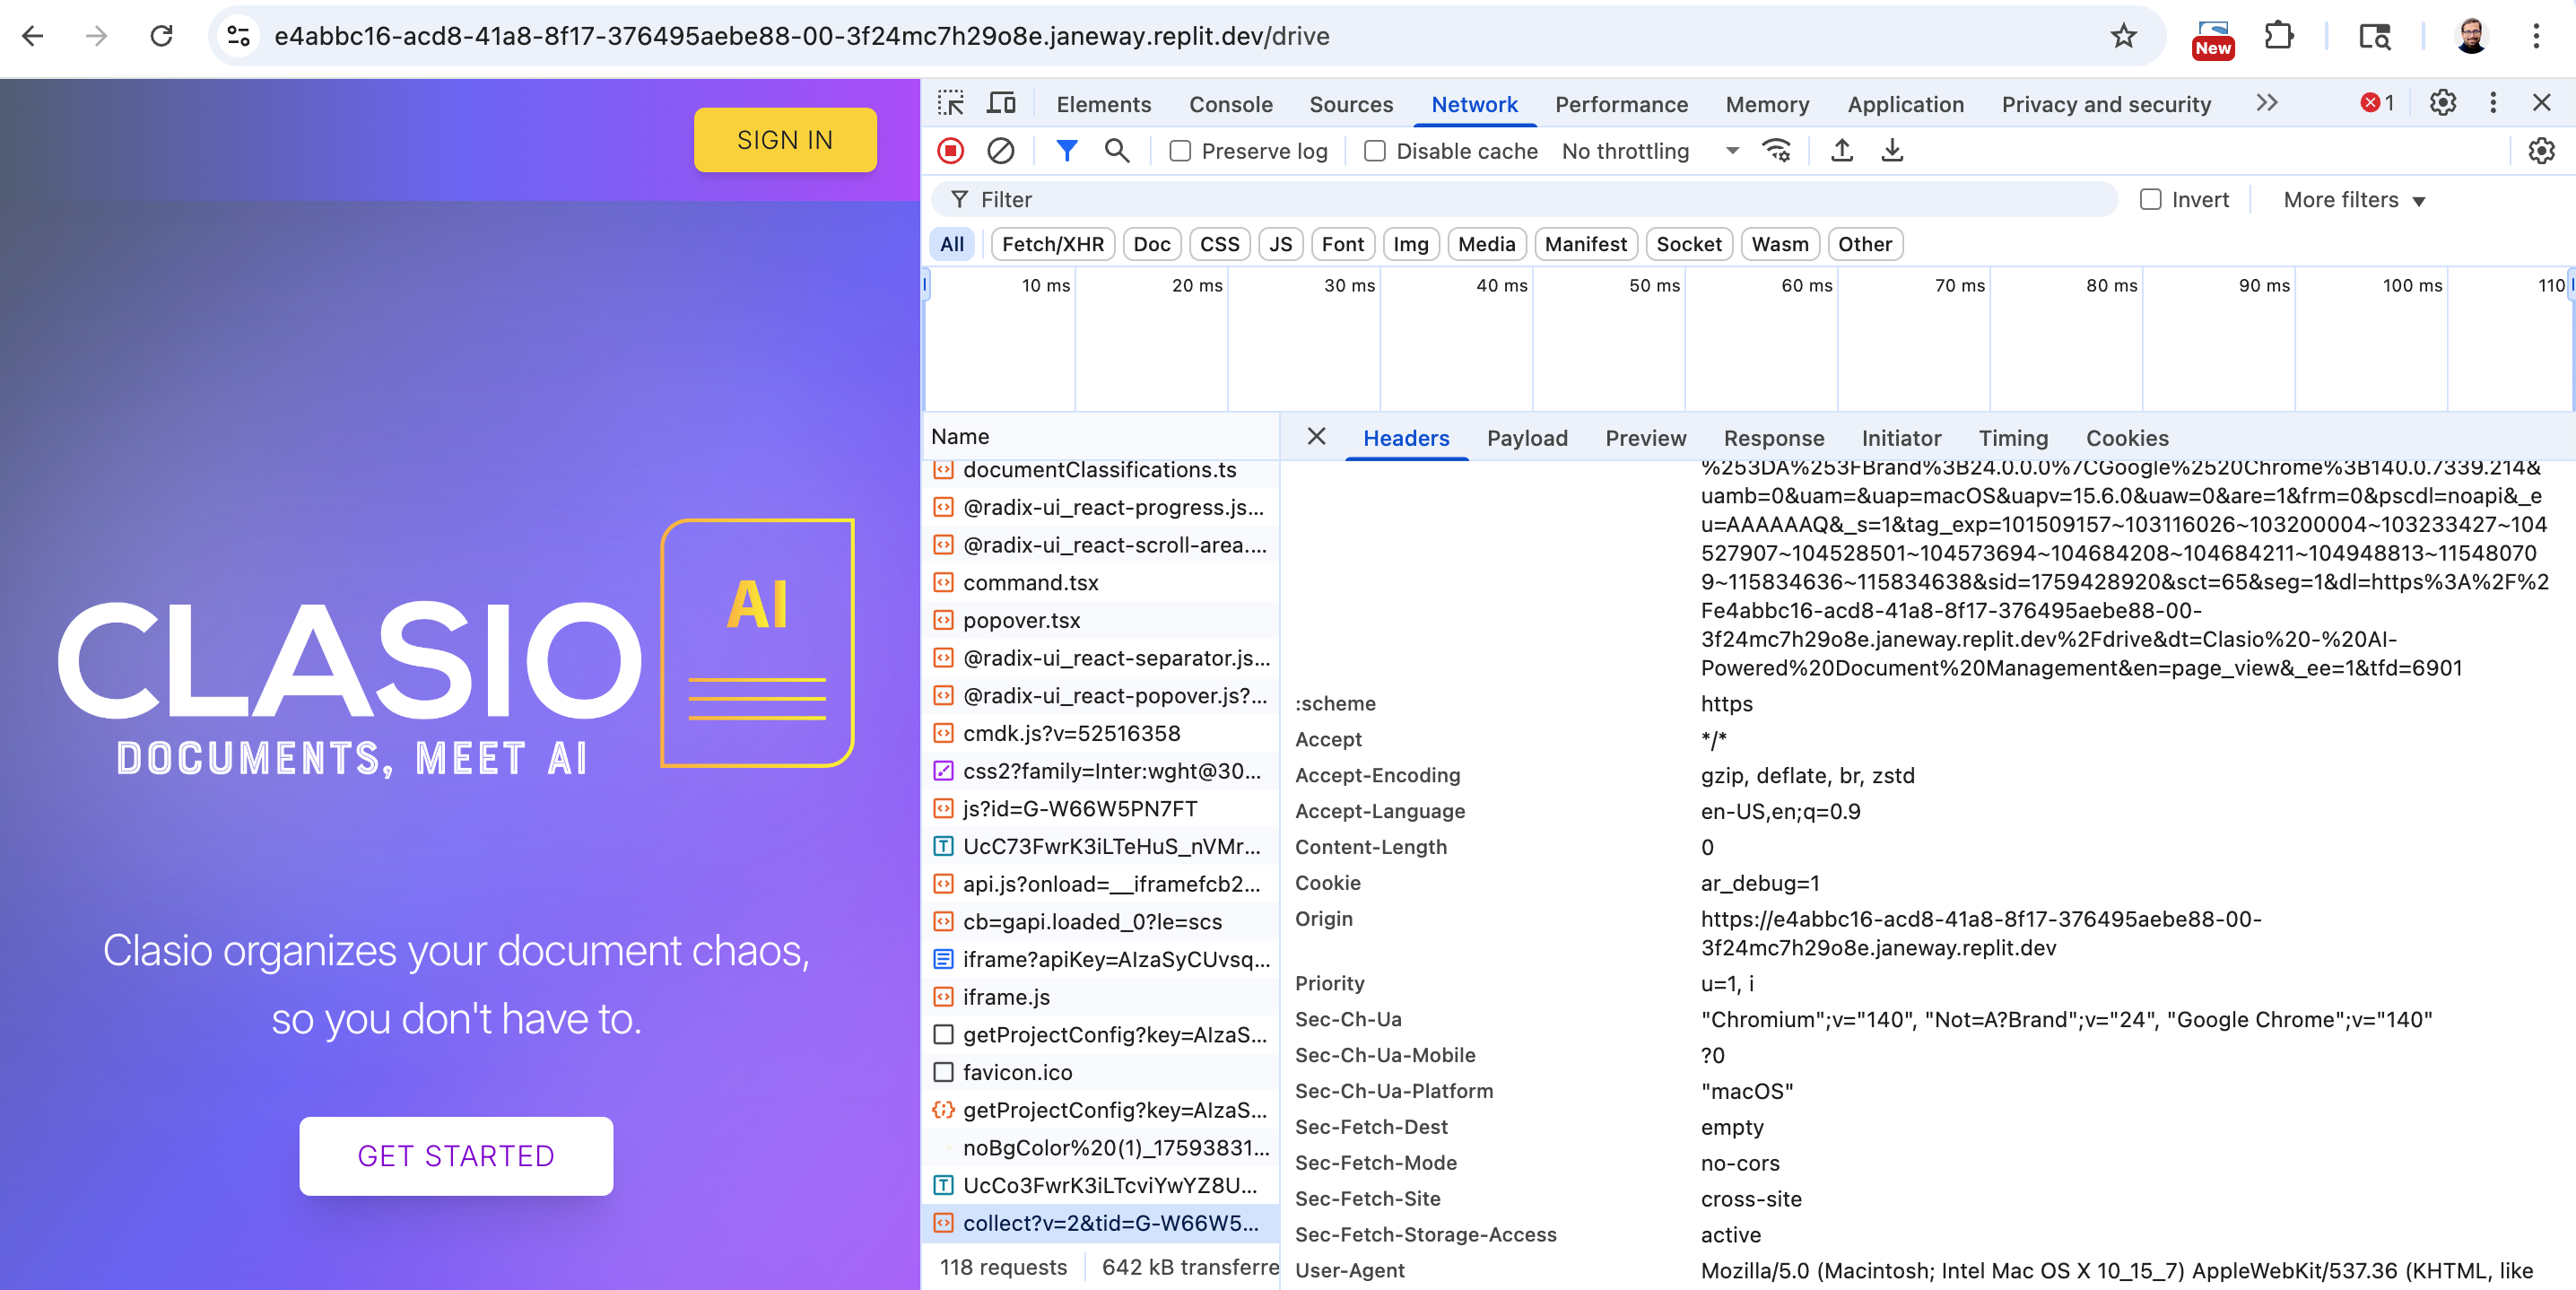 e4abbc16-acd8-41a8-8f17-376495aebe88-00-3f24mc7h29o8e.janeway.replit.dev/drive
New
SIGN IN
CLASIO
AI
DOCUMENTS, MEET AI
Clasio organizes your document chaos,
so you don't have to.
GET STARTED
Elements Console Sources Network Performance Memory Application Privacy and security 1
Preserve log Disable cache No throttling
Filter Invert More filters
All Fetch/XHR Doc CSS JS Font Img Media Manifest Socket Wasm Other
10 ms 20 ms 30 ms 40 ms 50 ms 60 ms 70 ms 80 ms 90 ms 100 ms 110
Name
documentClassifications.ts
@radix-ui_react-progress.js...
@radix-ui_react-scroll-area....
command.tsx
popover.tsx
@radix-ui_react-separator.js...
@radix-ui_react-popover.js?...
cmdk.js?v=52516358
css2?family=Inter:wght@30...
js?id=G-W66W5PN7FT
UcC73FwrK3iLTeHuS_nVMr...
api.js?onload=__iframefcb2...
cb=gapi.loaded_0?le=scs
iframe?apiKey=AIzaSyCUvsq...
iframe.js
getProjectConfig?key=AIzaS...
favicon.ico
getProjectConfig?key=AIzaS...
noBgColor%20(1)_17593831...
UcCo3FwrK3iLTcviYwYZ8U...
collect?v=2&tid=G-W66W5...
118 requests 642 kB transferre
Headers Payload Preview Response Initiator Timing Cookies
%253DA%253FBrand%3B24.0.0.0%7CGoogle%2520Chrome%3B140.0.7339.214&
uamb=0&uam=&uap=macOS&uapv=15.6.0&uaw=0&are=1&frm=0&pscdl=noapi&_e
u=AAAAAAQ&_s=1&tag_exp=101509157~103116026~103200004~103233427~104
527907~104528501~104573694~104684208~104684211~104948813~11548070
9~115834636~115834638&sid=1759428920&sct=65&seg=1&dl=https%3A%2F%2
Fe4abbc16-acd8-41a8-8f17-376495aebe88-00-
3f24mc7h29o8e.janeway.replit.dev%2Fdrive&dt=Clasio%20-%20AI-
Powered%20Document%20Management&en=page_view&_ee=1&tfd=6901
:scheme https
Accept */*
Accept-Encoding gzip, deflate, br, zstd
Accept-Language en-US,en;q=0.9
Content-Length 0
Cookie ar_debug=1
Origin https://e4abbc16-acd8-41a8-8f17-376495aebe88-00-
3f24mc7h29o8e.janeway.replit.dev
Priority u=1, i
Sec-Ch-Ua "Chromium";v="140", "Not=A?Brand";v="24", "Google Chrome";v="140"
Sec-Ch-Ua-Mobile ?0
Sec-Ch-Ua-Platform "macOS"
Sec-Fetch-Dest empty
Sec-Fetch-Mode no-cors
Sec-Fetch-Site cross-site
Sec-Fetch-Storage-Access active
User-Agent Mozilla/5.0 (Macintosh; Intel Mac OS X 10_15_7) AppleWebKit/537.36 (KHTML, like